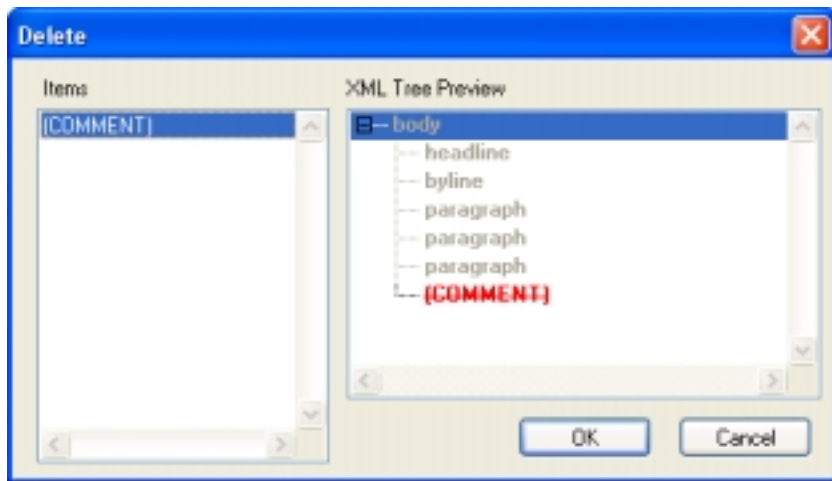 Delete
Items
XML Tree Preview
(COMMENT)
body
headline
byline
paragraph
paragraph
paragraph
(COMMENT)
OK
Cancel